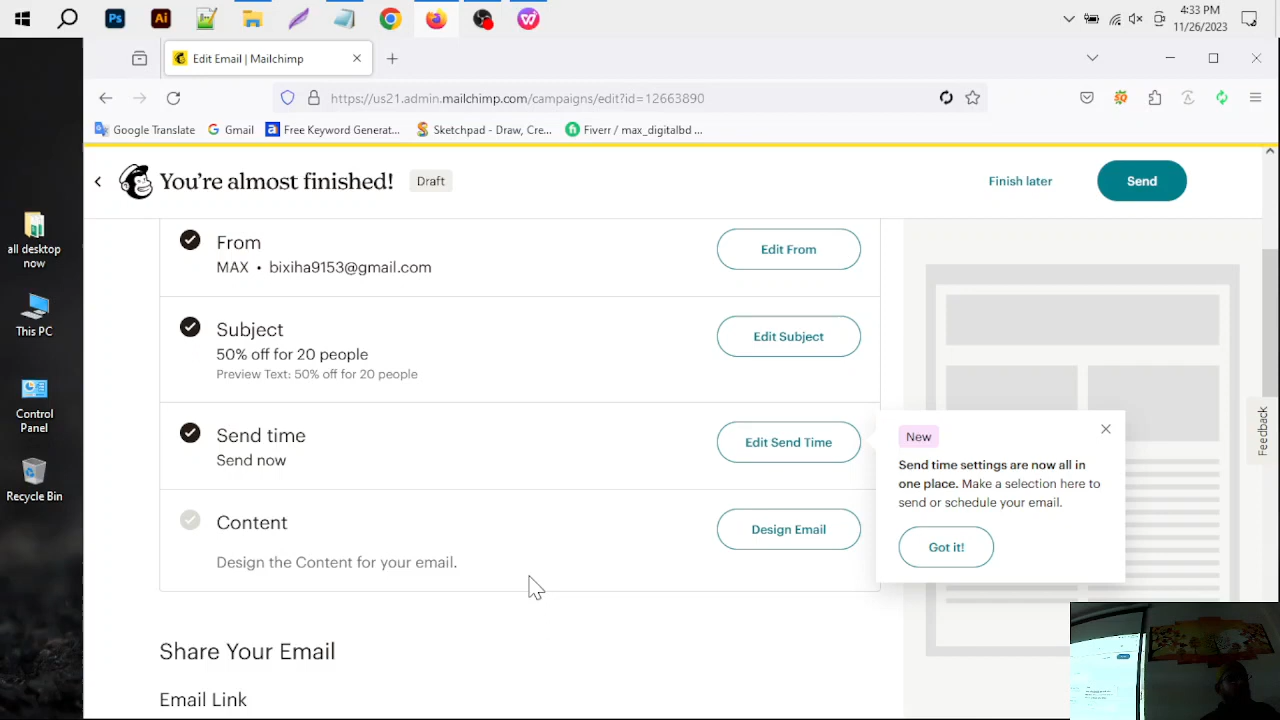 4:33 PM
11/26/2023
Edit Email | Mailchimp
https://us21.admin.mailchimp.com/campaigns/edit?id=12663890
Google Translate
Gmail
Free Keyword Generat...
Sketchpad - Draw, Cre...
Fiverr / max_digitalbd ...
You're almost finished!
Draft
Finish later
Send
all desktop
now
This PC
Control
Panel
Recycle Bin
From
MAX • bixiha9153@gmail.com
Edit From
Subject
50% off for 20 people
Preview Text: 50% off for 20 people
Edit Subject
Send time
Send now
Edit Send Time
Content
Design the Content for your email.
Design Email
New
Send time settings are now all in
one place. Make a selection here to
send or schedule your email.
Got it!
Feedback
Share Your Email
Email Link